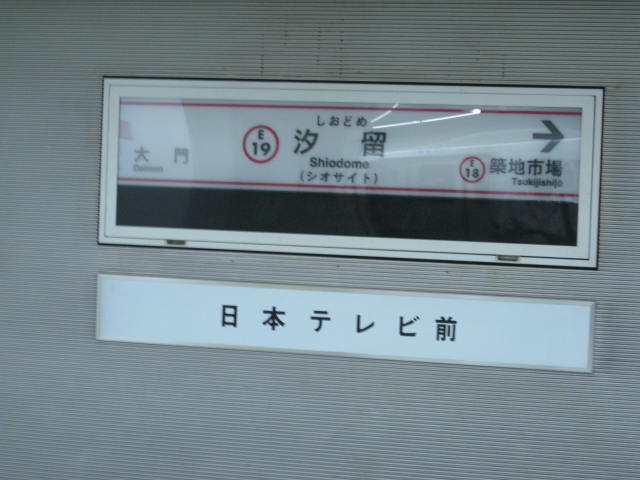 しおどめ
E
19
汐留
Shiodome
(シオサイト)
大門
Daimon
E
18
築地市場
Tsukijishijō
日本テレビ前